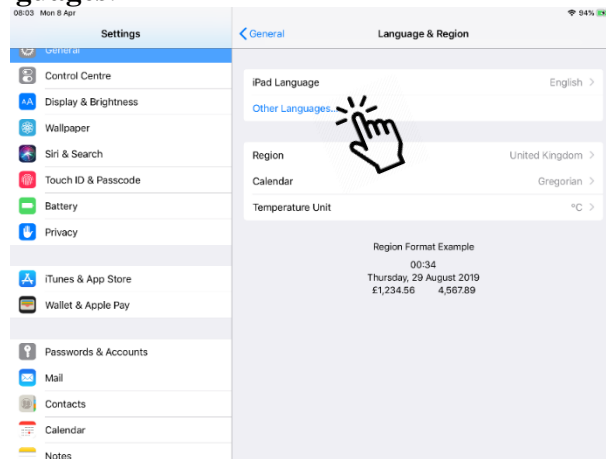 guages.
08:03 Mon 8 Apr 94%
Settings
General Language & Region
General
Control Centre
Display & Brightness
Wallpaper
Siri & Search
Touch ID & Passcode
Battery
Privacy
iTunes & App Store
Wallet & Apple Pay
Passwords & Accounts
Mail
Contacts
Calendar
Notes
iPad Language English
Other Languages...
Region United Kingdom
Calendar Gregorian
Temperature Unit °C
Region Format Example
00:34
Thursday, 29 August 2019
£1,234.56 4,567.89